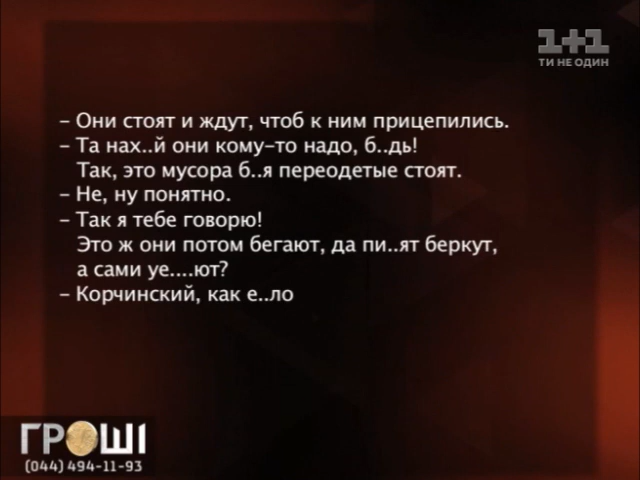 1+1
ТИ НЕ ОДИН
– Они стоят и ждут, чтоб к ним прицепились.
– Та нах..й они кому-то надо, б..дь!
Так, это мусора б..я переодетые стоят.
– Не, ну понятно.
– Так я тебе говорю!
Это ж они потом бегают, да пи..ят беркут,
а сами уе....ют?
– Корчинский, как е..ло
ГРОШІ
(044) 494-11-93